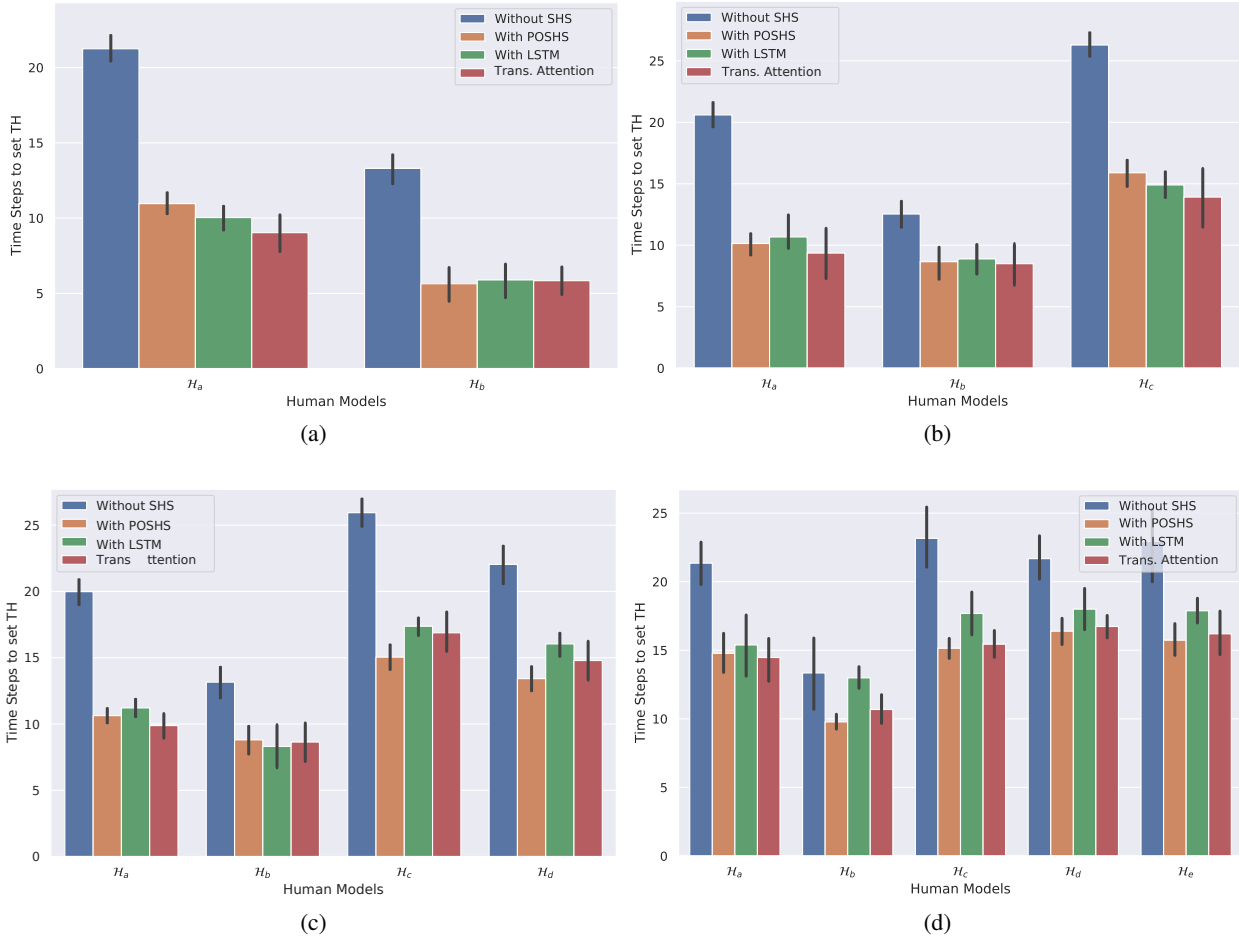 Without SHS
With POSHS
With LSTM
Trans. Attention
20
15
10
5
0
Time Steps to set TH
ℋa ℋb
Human Models
(a)
Without SHS
With POSHS
With LSTM
Trans. Attention
25
20
15
10
5
0
Time Steps to set TH
ℋa ℋb ℋc
Human Models
(b)
Without SHS
With POSHS
With LSTM
Trans ttention
25
20
15
10
5
0
Time Steps to set TH
ℋa ℋb ℋc ℋd
Human Models
(c)
Without SHS
With POSHS
With LSTM
Trans. Attention
25
20
15
10
5
0
Time Steps to set TH
ℋa ℋb ℋc ℋd ℋe
Human Models
(d)